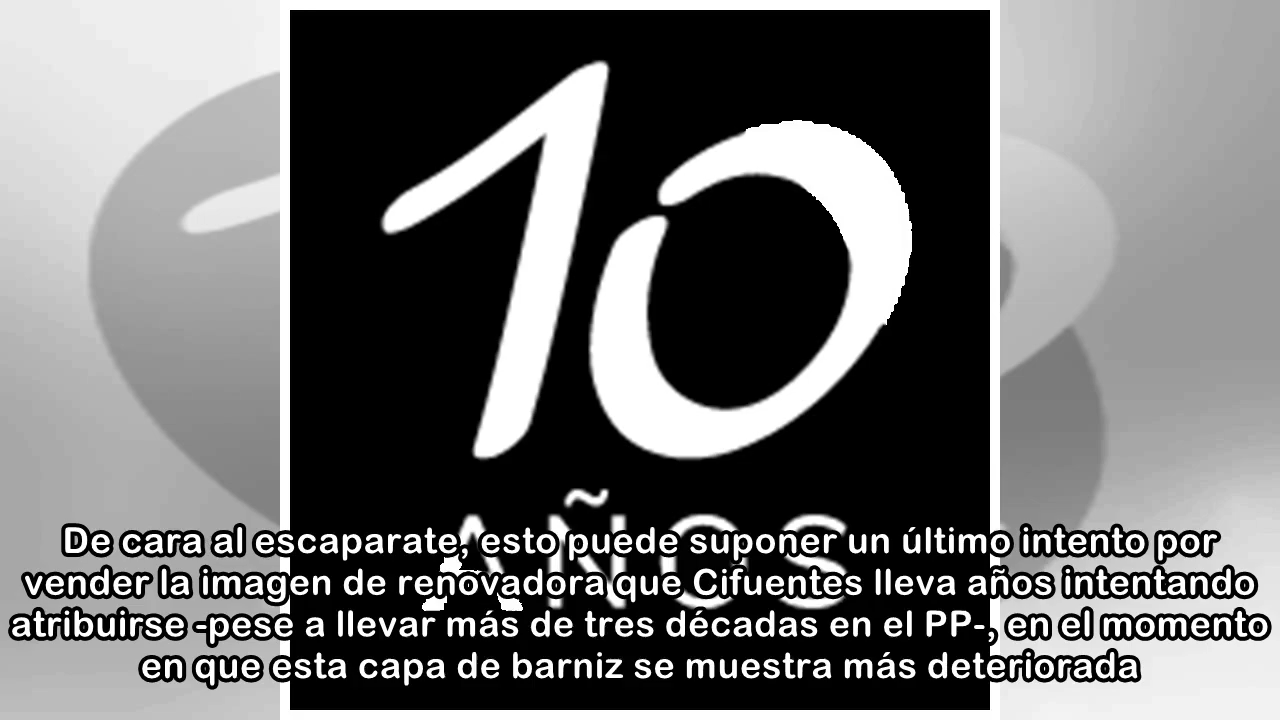 10
AÑOS
De cara al escaparate, esto puede suponer un último intento por
vender la imagen de renovadora que Cifuentes lleva años intentando
atribuirse -pese a llevar más de tres décadas en el PP-, en el momento
en que esta capa de barniz se muestra más deteriorada